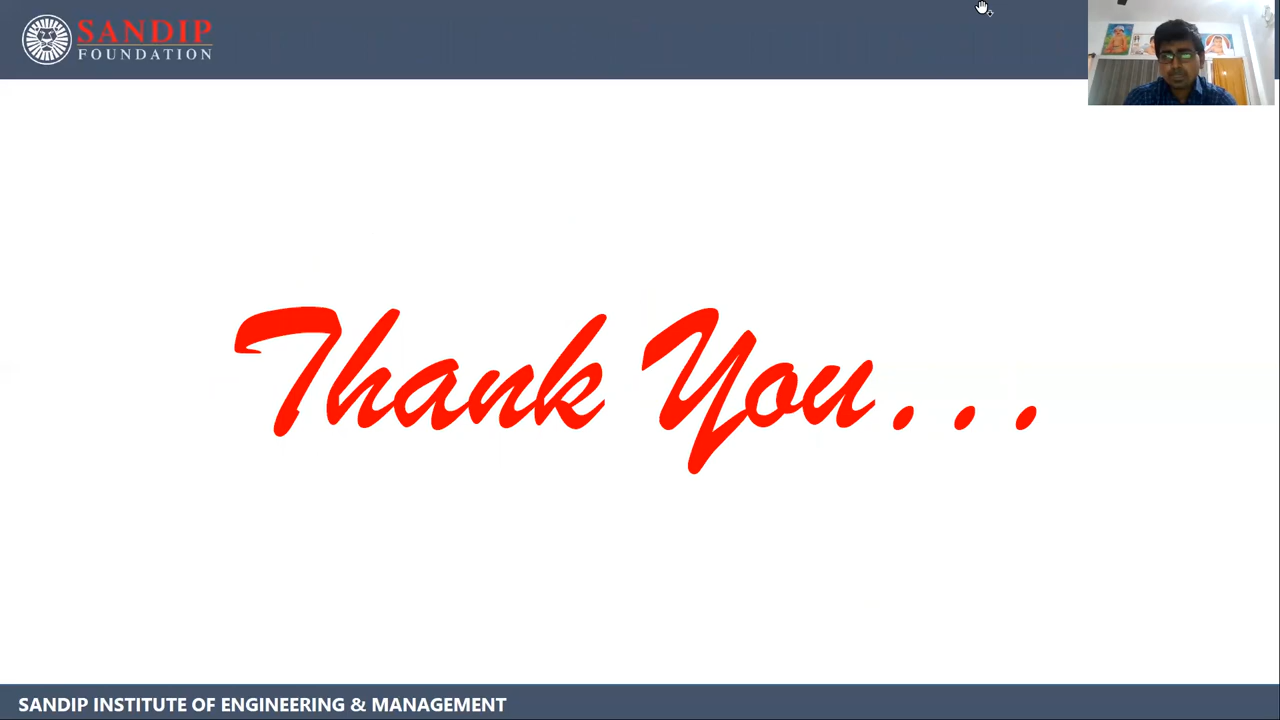 SANDIP
FOUNDATION
Thank You...
SANDIP INSTITUTE OF ENGINEERING & MANAGEMENT